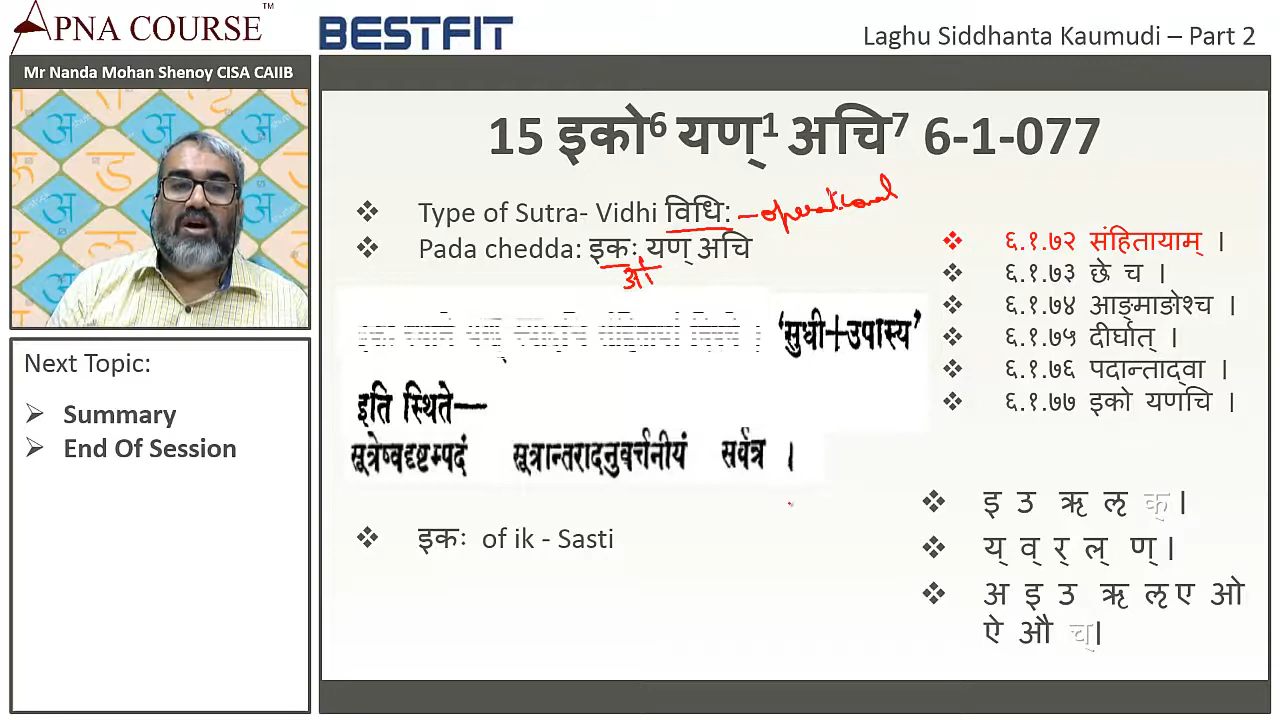 APNA COURSE™
BESTFIT
Laghu Siddhanta Kaumudi – Part 2
Mr Nanda Mohan Shenoy CISA CAIIB
15 इको⁶ यण्¹ अचि⁷ 6-1-077
Type of Sutra- Vidhi विधि: – operational
Pada chedda: इकः यण् अचि
ओ
‘सुधी+उपास्य’
इति स्थिते—
सूत्रेष्वदृष्टम्पदं सूत्रान्तरादनुवर्त्तनीयं सर्वत्र ।
इकः of ik - Sasti
६.१.७२ संहितायाम् ।
६.१.७३ छे च ।
६.१.७४ आङ्माङोश्च ।
६.१.७५ दीर्घात् ।
६.१.७६ पदान्ताद्वा ।
६.१.७७ इको यणचि ।
इ उ ऋ ऌ क् ।
य् व् र् ल् ण् ।
अ इ उ ऋ ऌ ए ओ
ऐ औ च् ।
Next Topic:
Summary
End Of Session